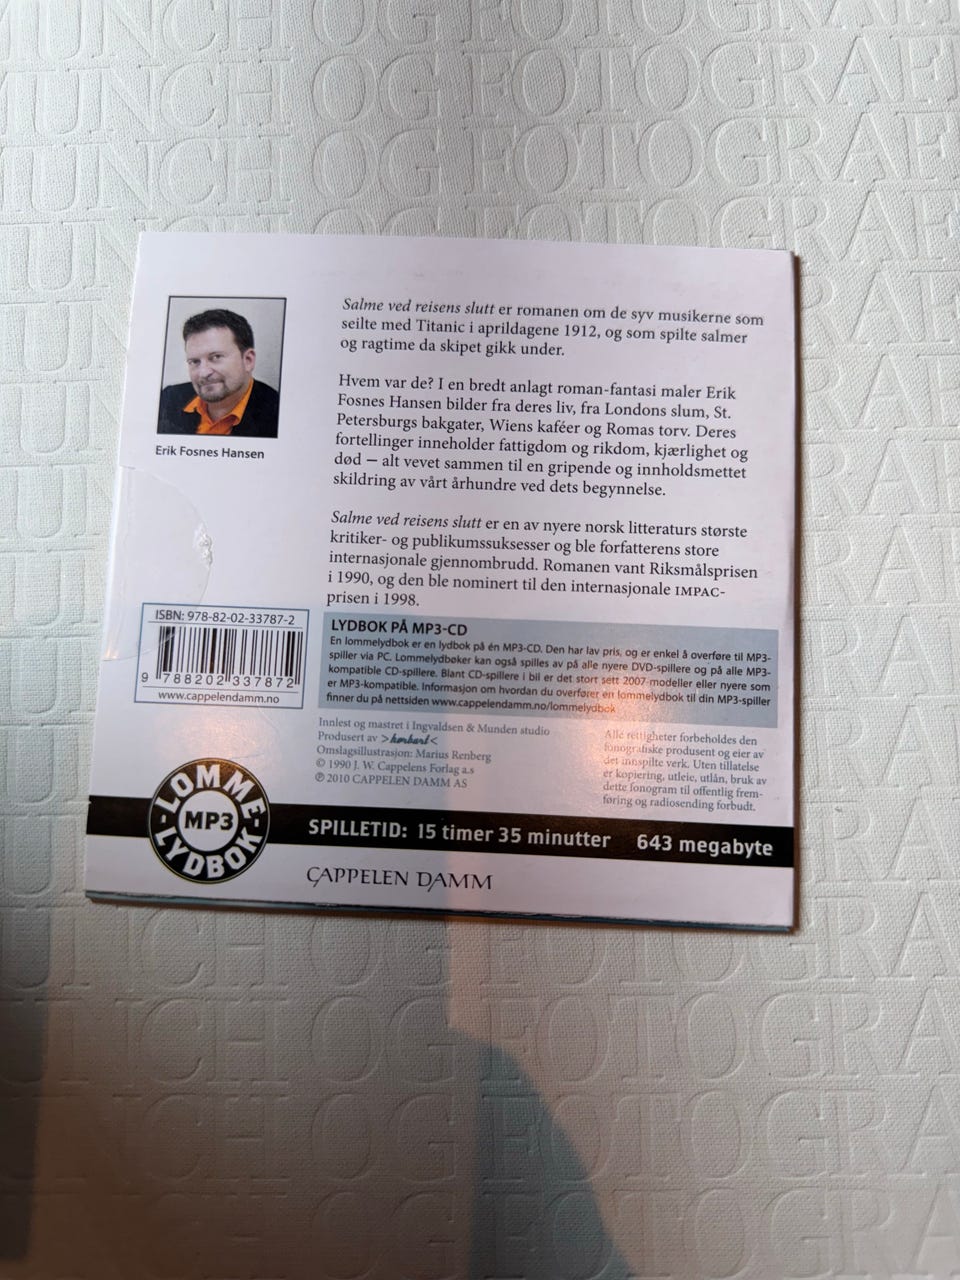 MUNCH OG FOTOGRAFI
Salme ved reisens slutt er romanen om de syv musikerne som
seilte med Titanic i aprildagene 1912, og som spilte salmer
og ragtime da skipet gikk under.
Erik Fosnes Hansen
Hvem var de? I en bredt anlagt roman-fantasi maler Erik
Fosnes Hansen bilder fra deres liv, fra Londons slum, St.
Petersburgs bakgater, Wiens kaféer og Romas torv. Deres
fortellinger inneholder fattigdom og rikdom, kjærlighet og
død – alt vevet sammen til en gripende og innholdsmettet
skildring av vårt århundre ved dets begynnelse.
Salme ved reisens slutt er en av nyere norsk litteraturs største
kritiker- og publikumssuksesser og ble forfatterens store
internasjonale gjennombrudd. Romanen vant Riksmålsprisen
i 1990, og den ble nominert til den internasjonale IMPAC-
prisen i 1998.
ISBN: 978-82-02-33787-2
9 788202 337872
www.cappelendamm.no
LYDBOK PÅ MP3-CD
En lommelydbok er en lydbok på én MP3-CD. Den har lav pris, og er enkel å overføre til MP3-
spiller via PC. Lommelydbøker kan også spilles av på alle nyere DVD-spillere og på alle MP3-
kompatible CD-spillere. Blant CD-spillere i bil er det stort sett 2007-modeller eller nyere som
er MP3-kompatible. Informasjon om hvordan du overfører en lommelydbok til din MP3-spiller
finner du på nettsiden www.cappelendamm.no/lommelydbok
Innlest og mastret i Ingvaldsen & Munden studio
Produsert av >herbert<
Omslagsillustrasjon: Marius Renberg
© 1990 J. W. Cappelens Forlag a.s
℗ 2010 CAPPELEN DAMM AS
Alle rettigheter forbeholdes den
fonografiske produsent og eier av
det innspilte verk. Uten tillatelse
er kopiering, utleie, utlån, bruk av
dette fonogram til offentlig frem-
føring og radiosending forbudt.
LOMME-
MP3
LYDBOK-
SPILLETID: 15 timer 35 minutter 643 megabyte
CAPPELEN DAMM